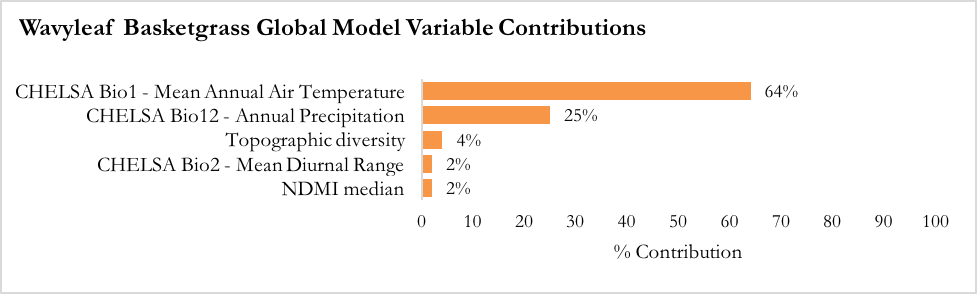 Wavyleaf Basketgrass Global Model Variable Contributions
CHELSA Bio1 - Mean Annual Air Temperature 64%
CHELSA Bio12 - Annual Precipitation 25%
Topographic diversity 4%
CHELSA Bio2 - Mean Diurnal Range 2%
NDMI median 2%
0 10 20 30 40 50 60 70 80 90 100
% Contribution